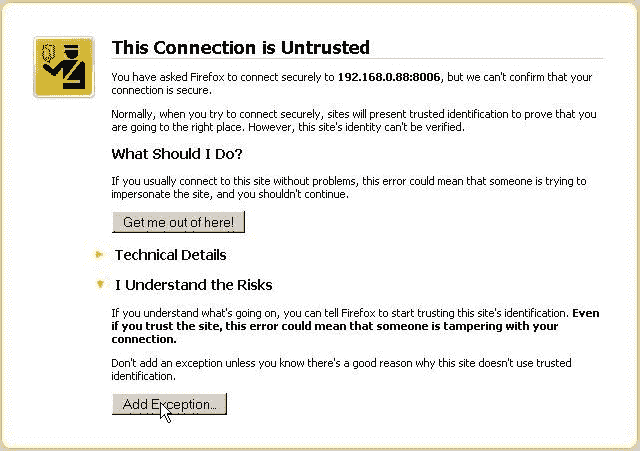 This Connection is Untrusted
You have asked Firefox to connect securely to 192.168.0.88:8006, but we can't confirm that your
connection is secure.
Normally, when you try to connect securely, sites will present trusted identification to prove that you
are going to the right place. However, this site's identity can't be verified.
What Should I Do?
If you usually connect to this site without problems, this error could mean that someone is trying to
impersonate the site, and you shouldn't continue.
Get me out of here!
Technical Details
I Understand the Risks
If you understand what's going on, you can tell Firefox to start trusting this site's identification. Even
if you trust the site, this error could mean that someone is tampering with your
connection.
Don't add an exception unless you know there's a good reason why this site doesn't use trusted
identification.
Add Exception...